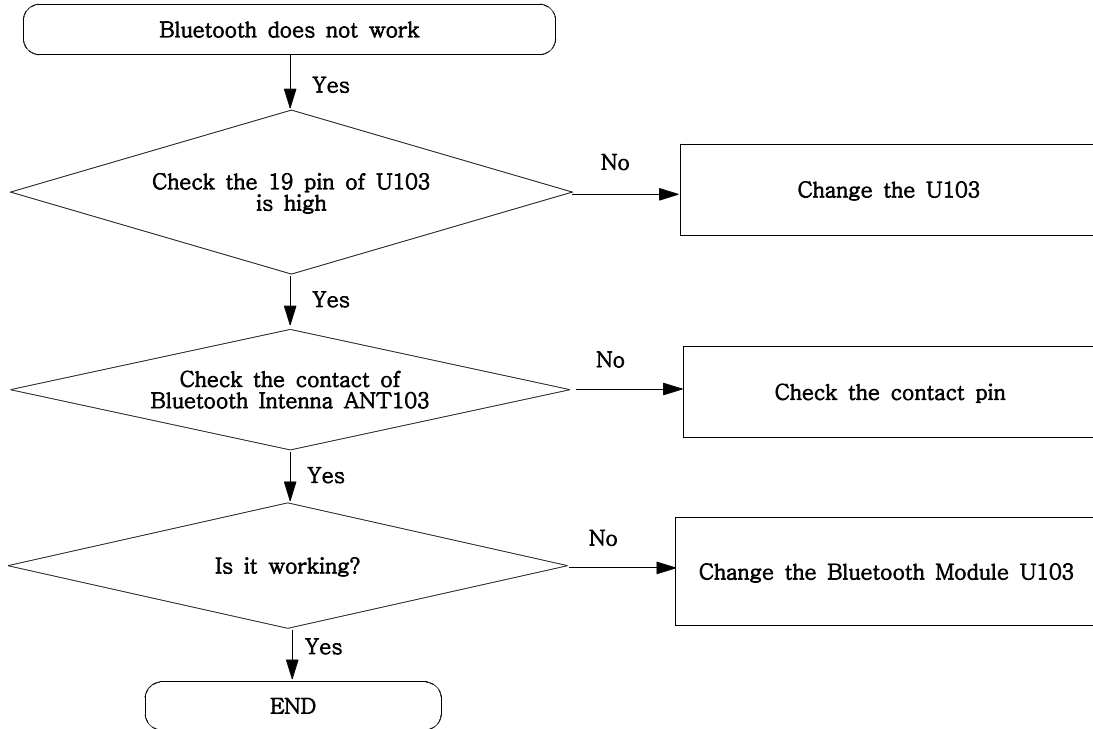 Bluetooth does not work
Yes
Check the 19 pin of U103
is high
No
Change the U103
Yes
Check the contact of
Bluetooth Intenna ANT103
No
Check the contact pin
Yes
Is it working?
No
Change the Bluetooth Module U103
Yes
END